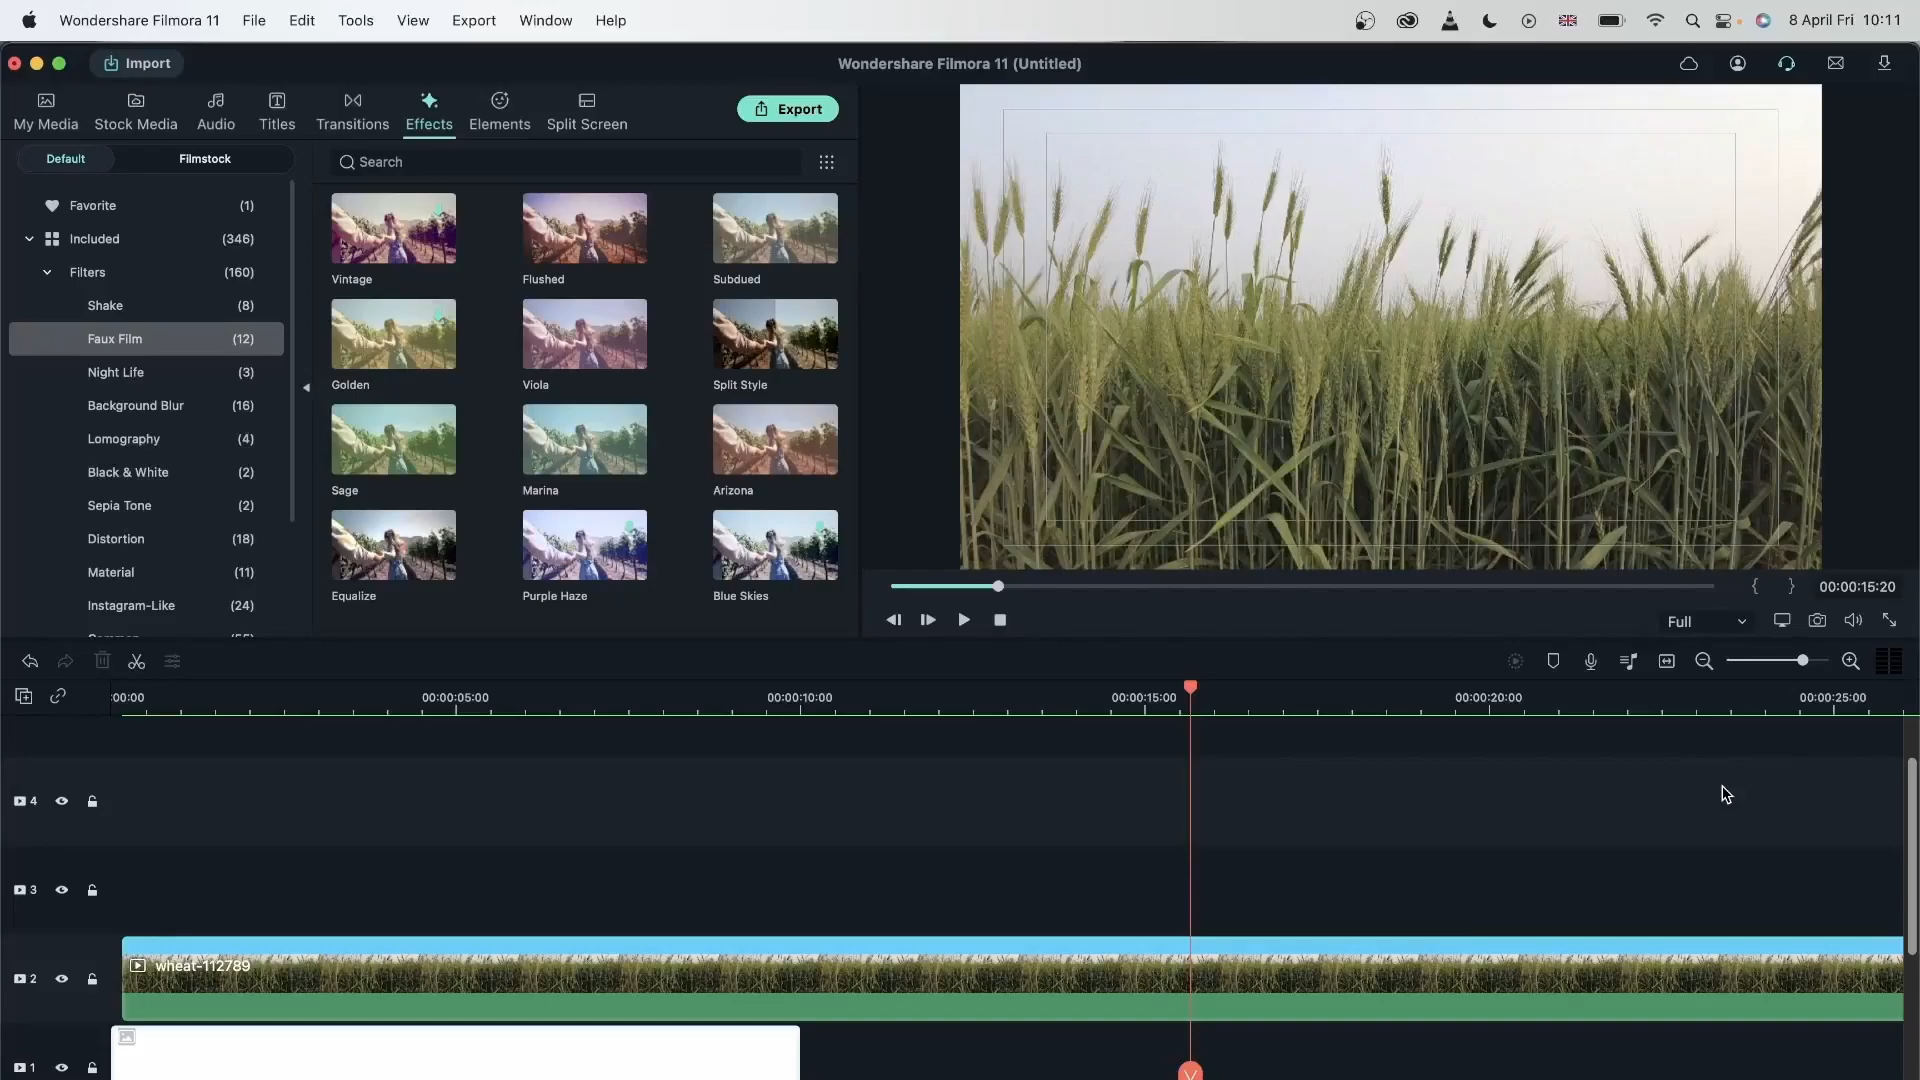 Wondershare Filmora 11 File Edit Tools View Export Window Help 8 April Fri 10:11
Import Wondershare Filmora 11 (Untitled)
My Media Stock Media Audio Titles Transitions Effects Elements Split Screen Export
Default Filmstock Search
Favorite (1)
Included (346)
Filters (160)
Shake (8)
Faux Film (12)
Night Life (3)
Background Blur (16)
Lomography (4)
Black & White (2)
Sepia Tone (2)
Distortion (18)
Material (11)
Instagram-Like (24)
Vintage Flushed Subdued
Golden Viola Split Style
Sage Marina Arizona
Equalize Purple Haze Blue Skies
{ } 00:00:15:20
Full
:00:00 00:00:05:00 00:00:10:00 00:00:15:00 00:00:20:00 00:00:25:00
4
3
wheat-112789
2
1